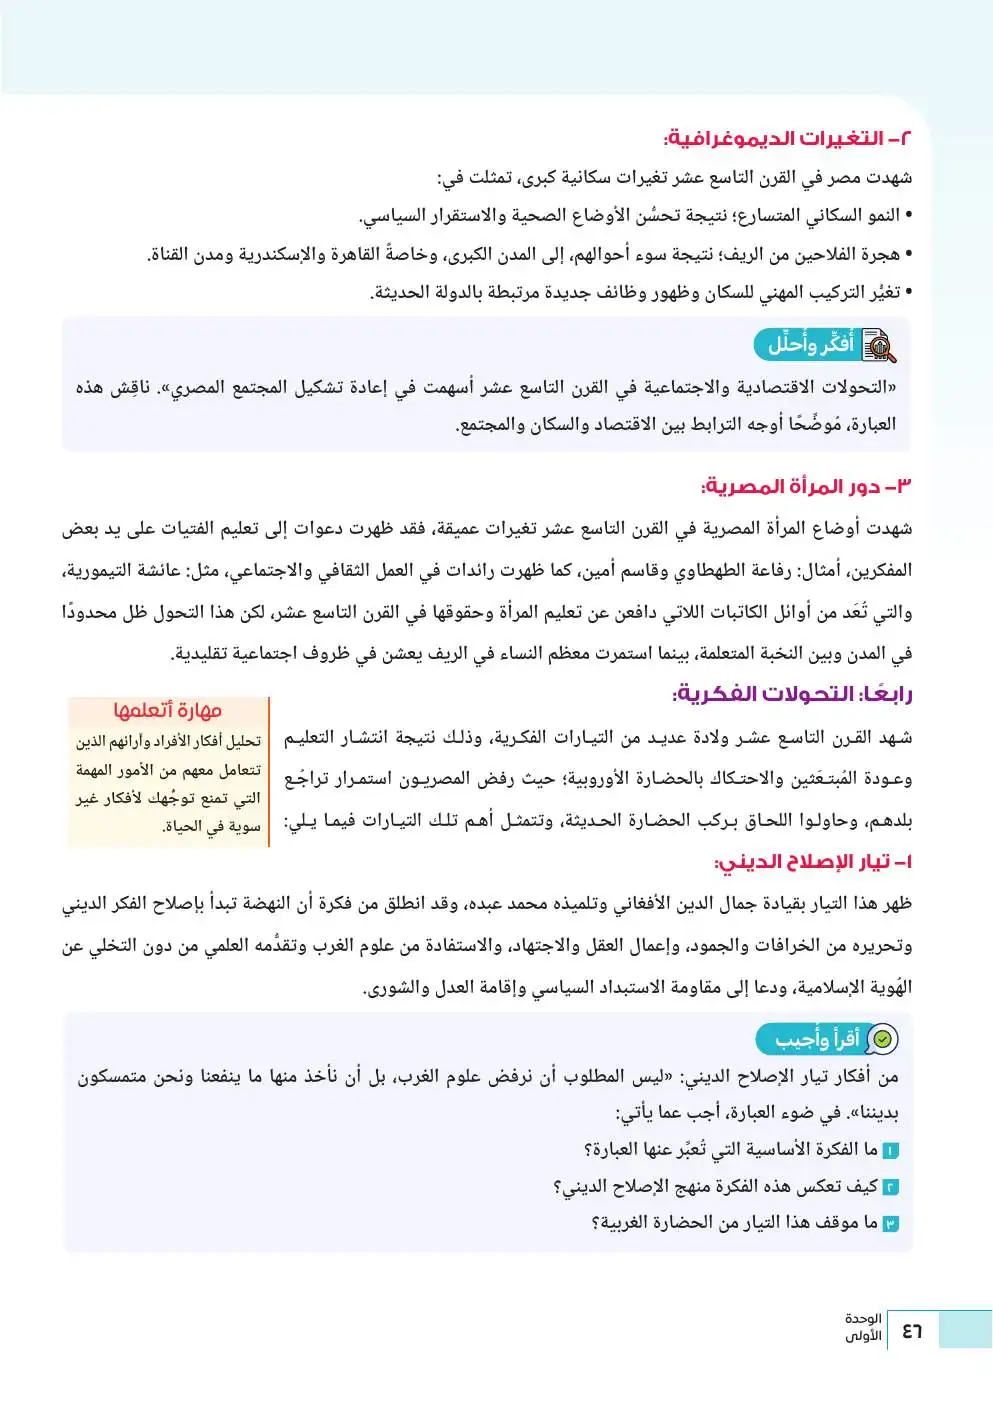 ٢- التغيرات الديموغرافية:
شهدت مصر في القرن التاسع عشر تغيرات سكانية كبرى، تمثلت في:
• النمو السكاني المتسارع؛ نتيجة تحسُّن الأوضاع الصحية والاستقرار السياسي.
• هجرة الفلاحين من الريف؛ نتيجة سوء أحوالهم، إلى المدن الكبرى، وخاصةً القاهرة والإسكندرية ومدن القناة.
• تغيُّر التركيب المهني للسكان وظهور وظائف جديدة مرتبطة بالدولة الحديثة.
أُفكِّر وأُحلِّل
«التحولات الاقتصادية والاجتماعية في القرن التاسع عشر أسهمت في إعادة تشكيل المجتمع المصري». ناقِش هذه
العبارة، مُوضِّحًا أوجه الترابط بين الاقتصاد والسكان والمجتمع.
٣- دور المرأة المصرية:
شهدت أوضاع المرأة المصرية في القرن التاسع عشر تغيرات عميقة، فقد ظهرت دعوات إلى تعليم الفتيات على يد بعض
المفكرين، أمثال: رفاعة الطهطاوي وقاسم أمين، كما ظهرت رائدات في العمل الثقافي والاجتماعي، مثل: عائشة التيمورية،
والتي تُعَد من أوائل الكاتبات اللاتي دافعن عن تعليم المرأة وحقوقها في القرن التاسع عشر، لكن هذا التحول ظل محدودًا
في المدن وبين النخبة المتعلمة، بينما استمرت معظم النساء في الريف يعشن في ظروف اجتماعية تقليدية.
رابعًا: التحولات الفكرية:
شهد القرن التاسع عشر ولادة عديد من التيارات الفكرية، وذلك نتيجة انتشار التعليم
وعودة المُبتعَثين والاحتكاك بالحضارة الأوروبية؛ حيث رفض المصريون استمرار تراجُع
بلدهم، وحاولوا اللحاق بركب الحضارة الحديثة، وتتمثل أهم تلك التيارات فيما يلي:
مهارة أتعلمها
تحليل أفكار الأفراد وآرائهم الذين
تتعامل معهم من الأمور المهمة
التي تمنع توجُّهك لأفكار غير
سوية في الحياة.
١- تيار الإصلاح الديني:
ظهر هذا التيار بقيادة جمال الدين الأفغاني وتلميذه محمد عبده، وقد انطلق من فكرة أن النهضة تبدأ بإصلاح الفكر الديني
وتحريره من الخرافات والجمود، وإعمال العقل والاجتهاد، والاستفادة من علوم الغرب وتقدُّمه العلمي من دون التخلي عن
الهُوية الإسلامية، ودعا إلى مقاومة الاستبداد السياسي وإقامة العدل والشورى.
أقرأ وأجيب
من أفكار تيار الإصلاح الديني: «ليس المطلوب أن نرفض علوم الغرب، بل أن نأخذ منها ما ينفعنا ونحن متمسكون
بديننا». في ضوء العبارة، أجب عما يأتي:
١ ما الفكرة الأساسية التي تُعبِّر عنها العبارة؟
٢ كيف تعكس هذه الفكرة منهج الإصلاح الديني؟
٣ ما موقف هذا التيار من الحضارة الغربية؟
الوحدة
الأولى
٤٦